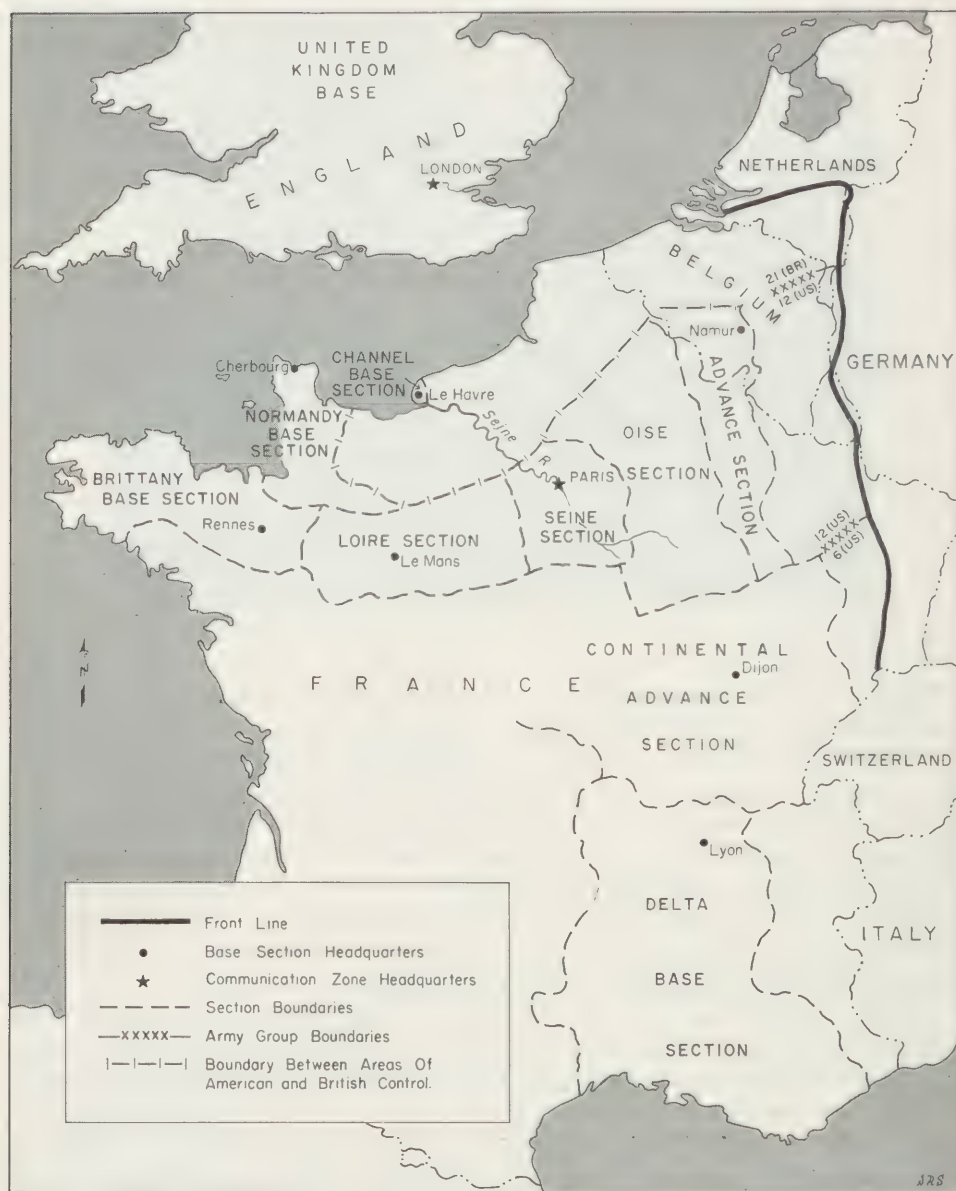 UNITED
KINGDOM
BASE
ENGLAND
LONDON
NETHERLANDS
BELGIUM
21 (BR)
XXXXX
12 (US)
Namur
GERMANY
Cherbourg
CHANNEL
BASE
SECTION
Le Havre
NORMANDY
BASE
SECTION
Seine R.
ADVANCE SECTION
OISE
SECTION
BRITTANY
BASE SECTION
Rennes
PARIS
SEINE
SECTION
LOIRE SECTION
Le Mans
12 (US)
XXXXX
6 (US)
N
FRANCE
CONTINENTAL
Dijon
ADVANCE
SECTION
SWITZERLAND
Lyon
DELTA
BASE
SECTION
ITALY
Front Line
Base Section Headquarters
Communication Zone Headquarters
Section Boundaries
XXXXX Army Group Boundaries
Boundary Between Areas Of
American and British Control.
SRS